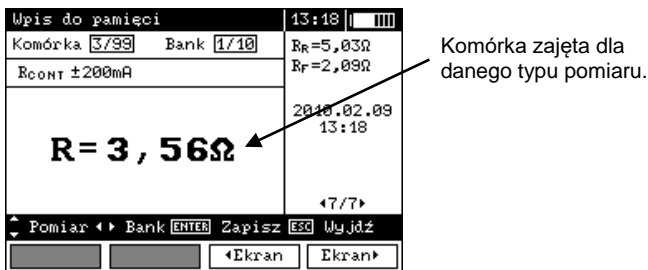 Wpis do pamięci 13:18
Komórka 3/99 Bank 1/10
RR=5,03Ω
RCONT ±200mA
RF=2,09Ω
2010.02.09
13:18
R=3,56Ω
◂7/7▸
Pomiar ◂▸ Bank ENTER Zapisz ESC Wyjdź
◂Ekran Ekran▸
Komórka zajęta dla
danego typu pomiaru.